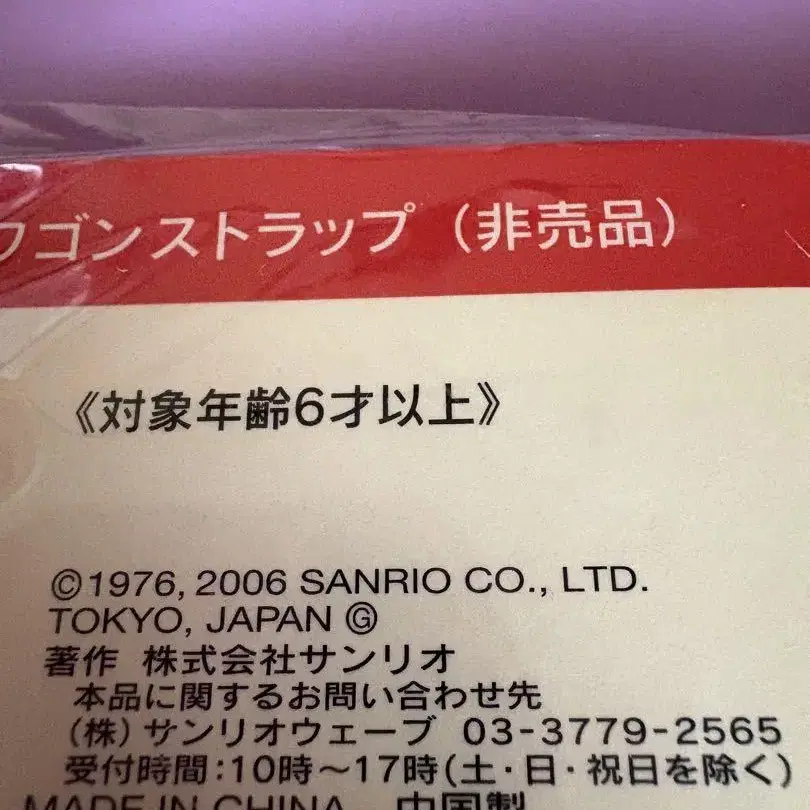 ワゴンストラップ（非売品）
《対象年齢6才以上》
©1976, 2006 SANRIO CO., LTD.
TOKYO, JAPAN Ⓖ
著作 株式会社サンリオ
本品に関するお問い合わせ先
（株）サンリオウェーブ 03-3779-2565
受付時間：10時～17時(土・日・祝日を除く)
MADE IN CHINA 中国製